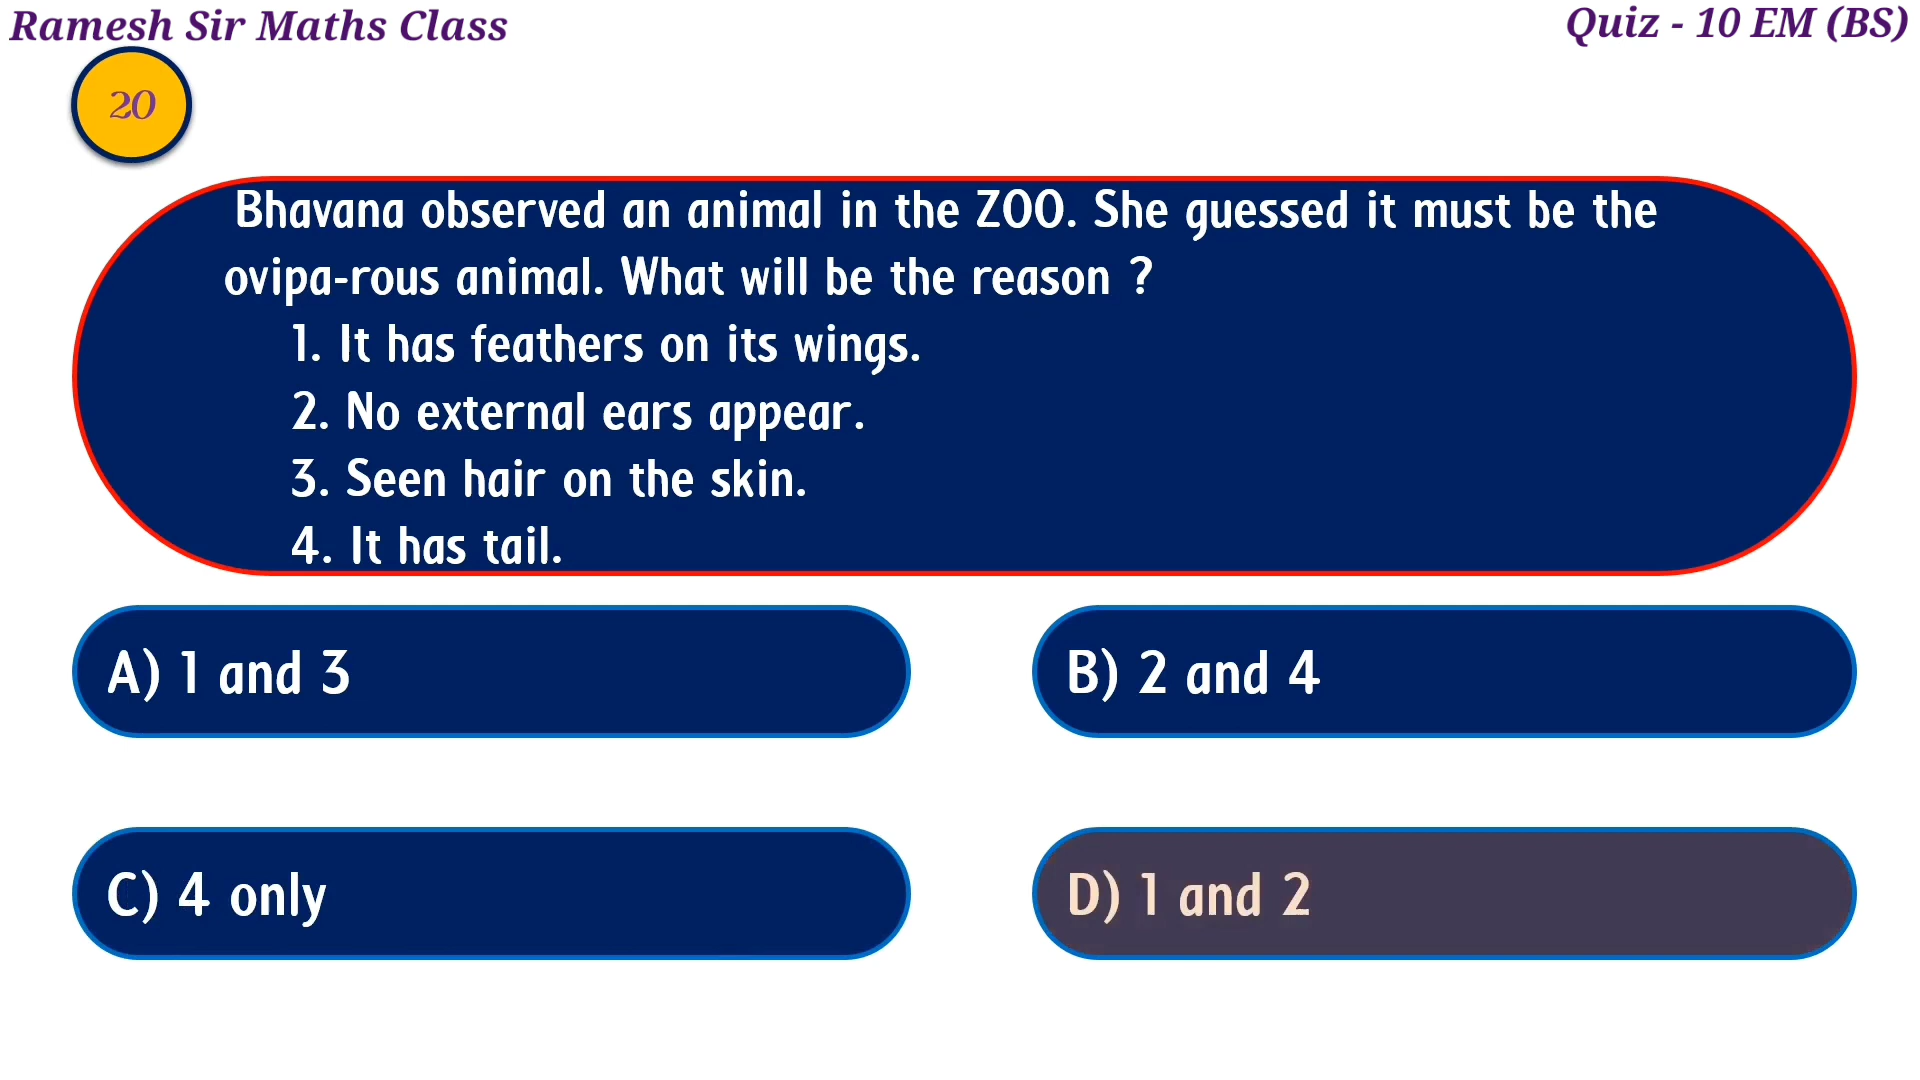 Ramesh Sir Maths Class
Quiz - 10 EM (BS)
20
Bhavana observed an animal in the ZOO. She guessed it must be the
ovipa-rous animal. What will be the reason ?
1. It has feathers on its wings.
2. No external ears appear.
3. Seen hair on the skin.
4. It has tail.
A) 1 and 3
B) 2 and 4
C) 4 only
D) 1 and 2